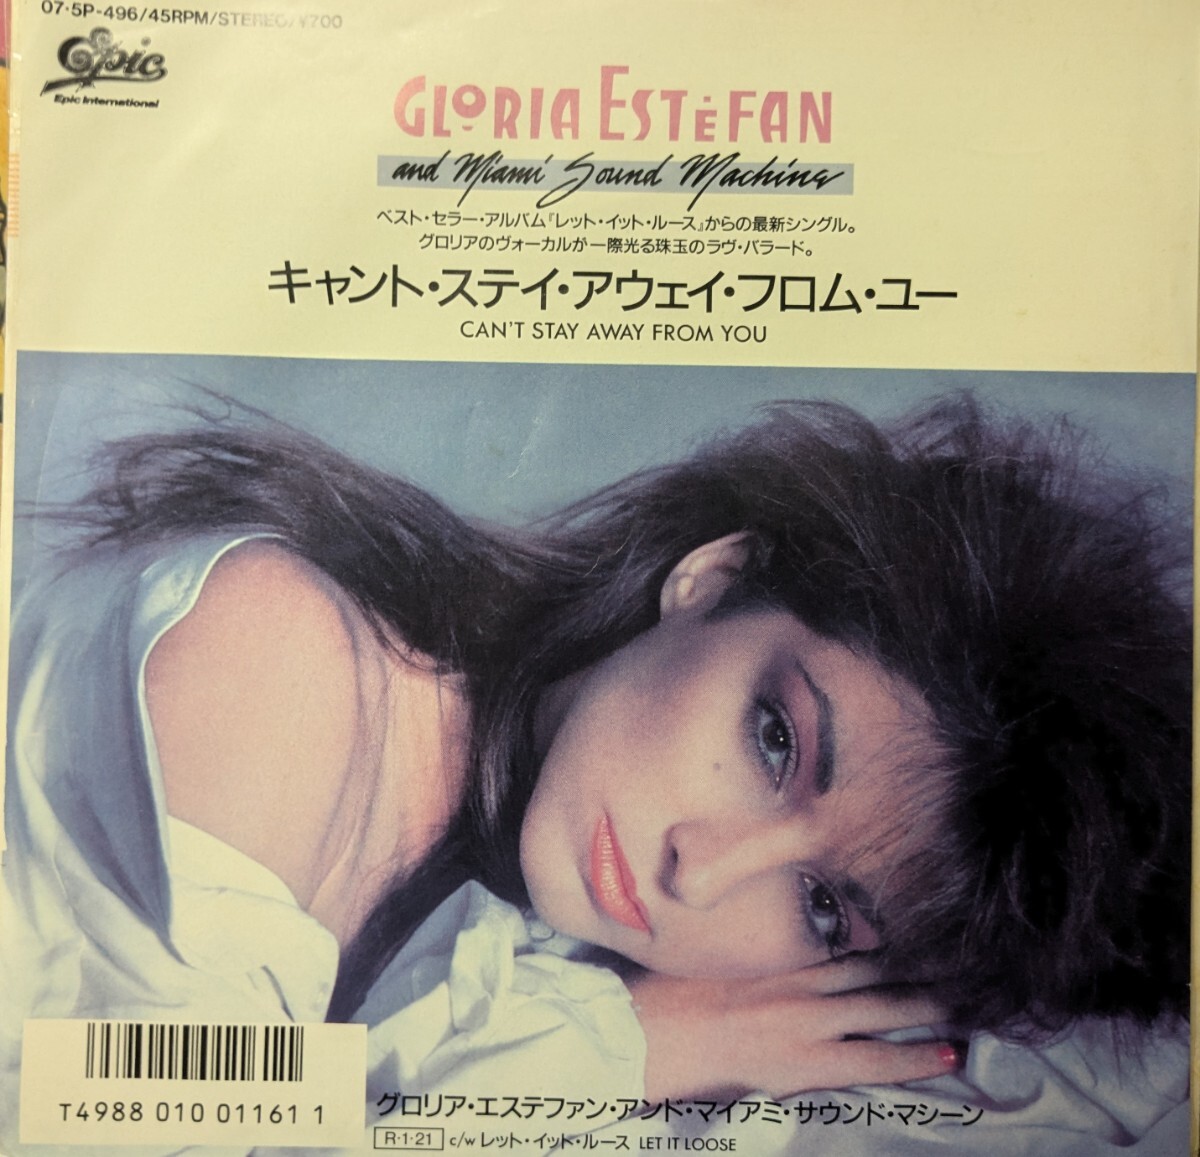 07・5P-496/45RPM/STEREO/¥700
Epic
Epic International
GLORIA ESTEFAN
and Miami Sound Machine
ベスト・セラー・アルバム『レット・イット・ルース』からの最新シングル。
グロリアのヴォーカルが一際光る珠玉のラヴ・バラード。
キャント・ステイ・アウェイ・フロム・ユー
CAN'T STAY AWAY FROM YOU
T4988 010 01161 1
グロリア・エステファン・アンド・マイアミ・サウンド・マシーン
R・1・21 c/w レット・イット・ルース LET IT LOOSE